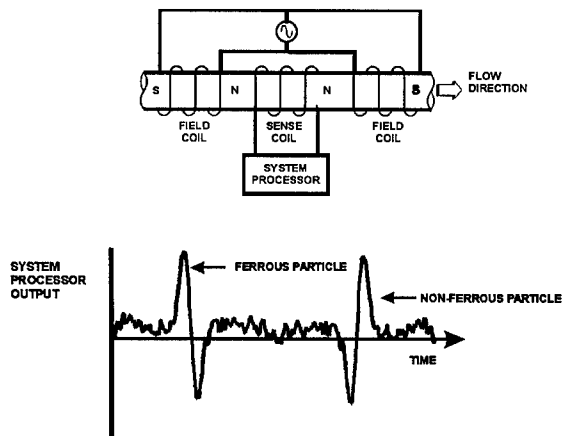 S N N S
FLOW
DIRECTION
FIELD
COIL
SENSE
COIL
FIELD
COIL
SYSTEM
PROCESSOR
SYSTEM
PROCESSOR
OUTPUT
FERROUS PARTICLE
NON-FERROUS PARTICLE
TIME